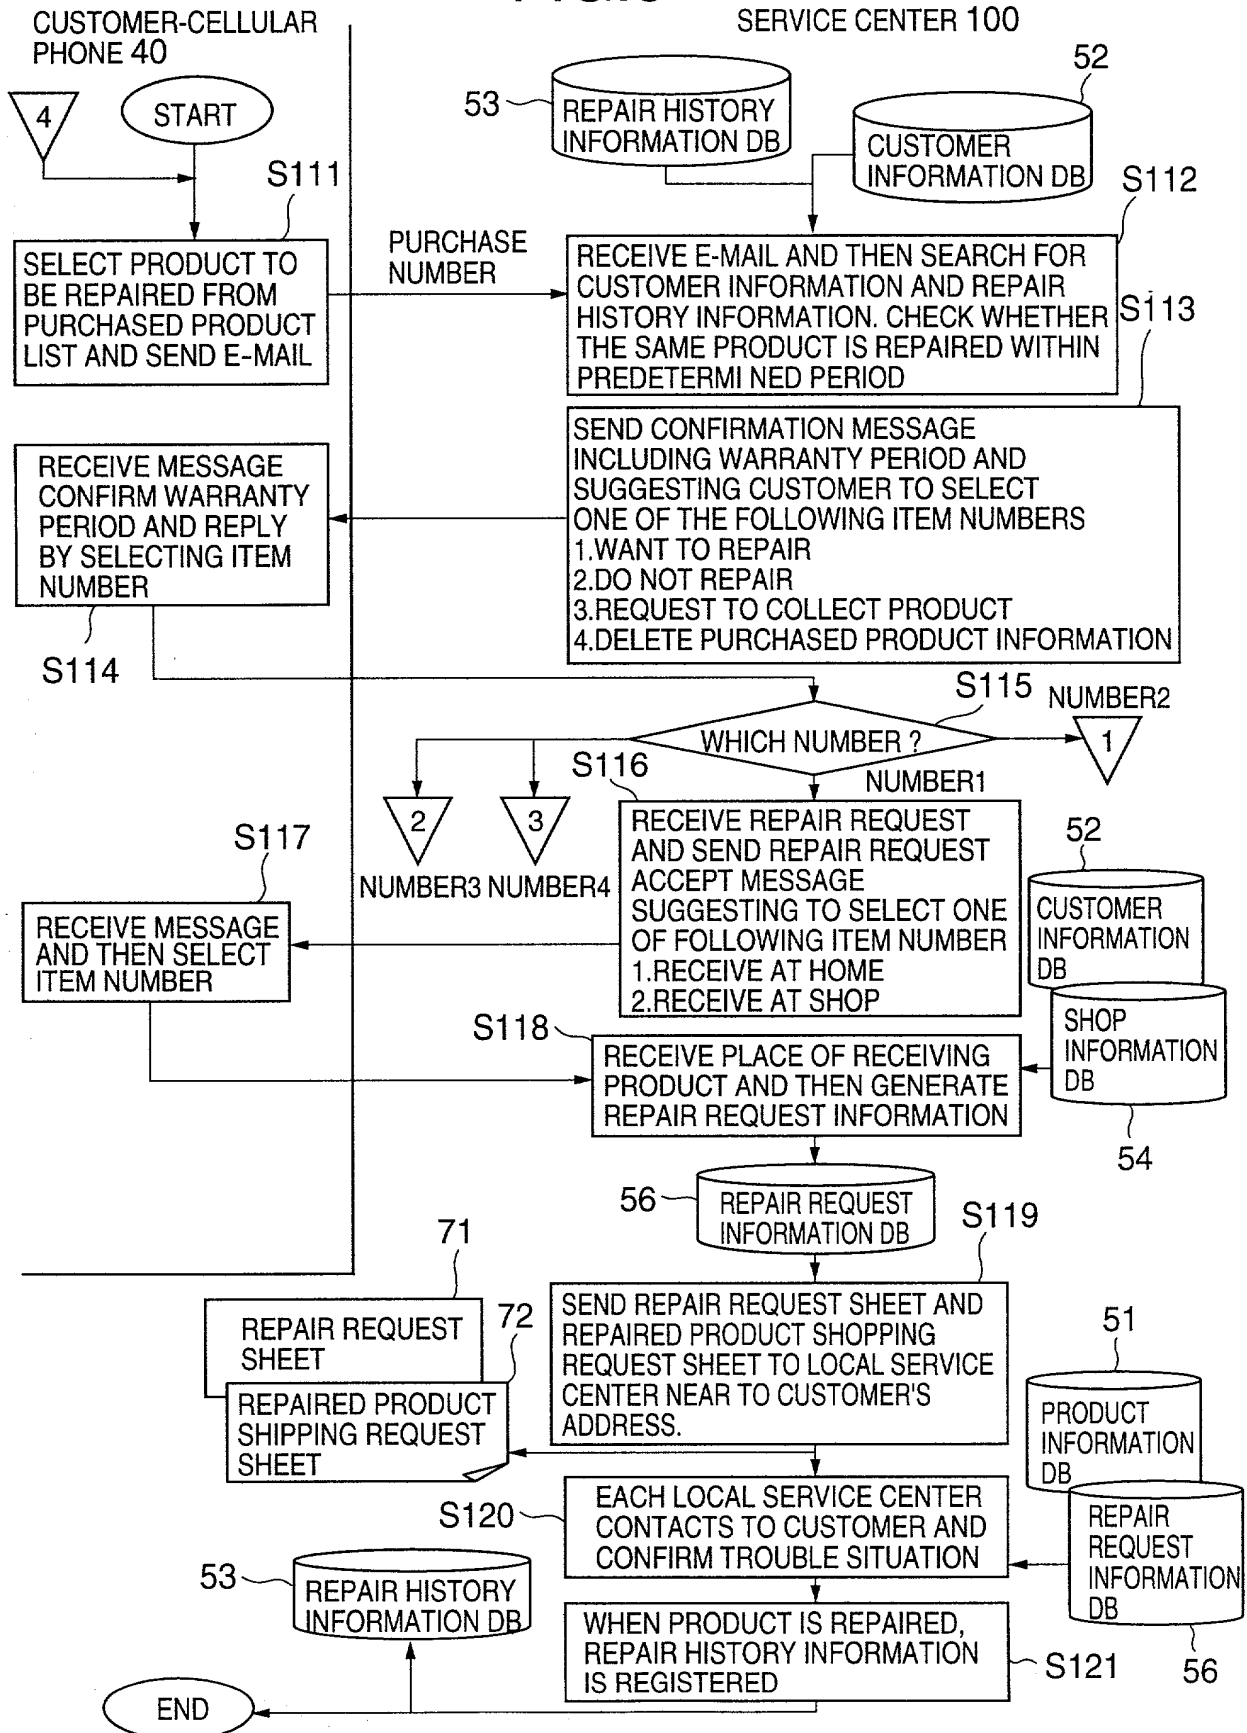 CUSTOMER-CELLULAR
PHONE 40
SERVICE CENTER 100
4
START
53
REPAIR HISTORY
INFORMATION DB
52
CUSTOMER
INFORMATION DB
S111
SELECT PRODUCT TO
BE REPAIRED FROM
PURCHASED PRODUCT
LIST AND SEND E-MAIL
PURCHASE
NUMBER
S112
RECEIVE E-MAIL AND THEN SEARCH FOR
CUSTOMER INFORMATION AND REPAIR
HISTORY INFORMATION. CHECK WHETHER
THE SAME PRODUCT IS REPAIRED WITHIN
PREDETERMI NED PERIOD
S113
SEND CONFIRMATION MESSAGE
INCLUDING WARRANTY PERIOD AND
SUGGESTING CUSTOMER TO SELECT
ONE OF THE FOLLOWING ITEM NUMBERS
1.WANT TO REPAIR
2.DO NOT REPAIR
3.REQUEST TO COLLECT PRODUCT
4.DELETE PURCHASED PRODUCT INFORMATION
RECEIVE MESSAGE
CONFIRM WARRANTY
PERIOD AND REPLY
BY SELECTING ITEM
NUMBER
S114
S115
WHICH NUMBER ?
NUMBER2
1
2
NUMBER3
3
NUMBER4
NUMBER1
S116
RECEIVE REPAIR REQUEST
AND SEND REPAIR REQUEST
ACCEPT MESSAGE
SUGGESTING TO SELECT ONE
OF FOLLOWING ITEM NUMBER
1.RECEIVE AT HOME
2.RECEIVE AT SHOP
S117
RECEIVE MESSAGE
AND THEN SELECT
ITEM NUMBER
52
CUSTOMER
INFORMATION
DB
SHOP
INFORMATION
DB
54
S118
RECEIVE PLACE OF RECEIVING
PRODUCT AND THEN GENERATE
REPAIR REQUEST INFORMATION
56
REPAIR REQUEST
INFORMATION DB
S119
SEND REPAIR REQUEST SHEET AND
REPAIRED PRODUCT SHOPPING
REQUEST SHEET TO LOCAL SERVICE
CENTER NEAR TO CUSTOMER'S
ADDRESS.
71
REPAIR REQUEST
SHEET
72
REPAIRED PRODUCT
SHIPPING REQUEST
SHEET
51
PRODUCT
INFORMATION
DB
REPAIR
REQUEST
INFORMATION
DB
56
S120
EACH LOCAL SERVICE CENTER
CONTACTS TO CUSTOMER AND
CONFIRM TROUBLE SITUATION
53
REPAIR HISTORY
INFORMATION DB
WHEN PRODUCT IS REPAIRED,
REPAIR HISTORY INFORMATION
IS REGISTERED
S121
END